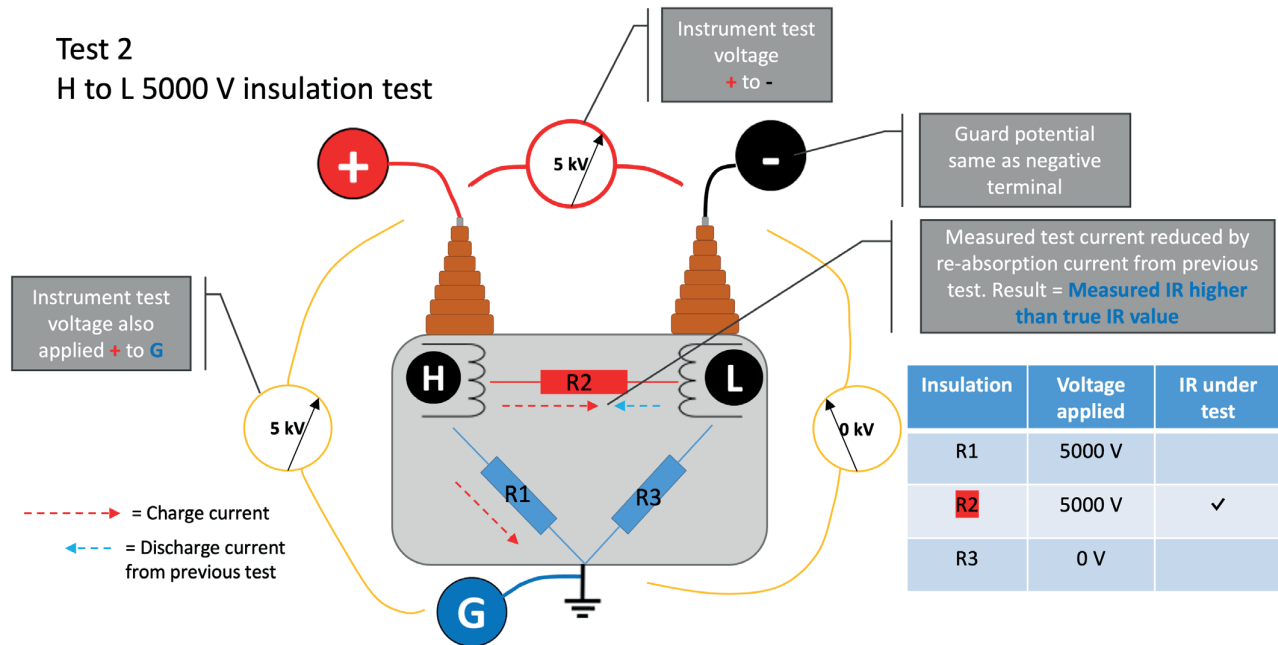 Test 2
H to L 5000 V insulation test
Instrument test
voltage
+ to -
+
5 kV
-
Guard potential
same as negative
terminal
Measured test current reduced by
re-absorption current from previous
test. Result = Measured IR higher
than true IR value
Instrument test
voltage also
applied + to G
H
R2
L
5 kV
0 kV
R1
R3
= Charge current
= Discharge current
from previous test
G
Insulation Voltage applied IR under test
R1 5000 V
R2 5000 V ✓
R3 0 V